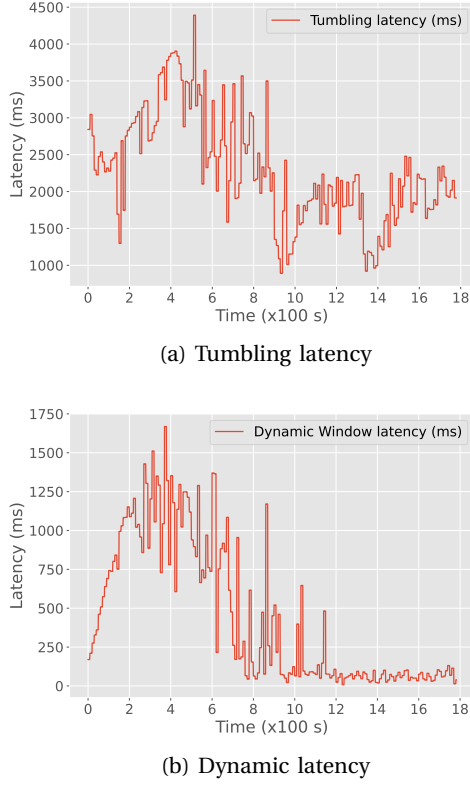 4500
4000
3500
3000
2500
2000
1500
1000
Latency (ms)
Tumbling latency (ms)
0 2 4 6 8 10 12 14 16 18
Time (x100 s)
(a) Tumbling latency
1750
1500
1250
1000
750
500
250
0
Latency (ms)
Dynamic Window latency (ms)
0 2 4 6 8 10 12 14 16 18
Time (x100 s)
(b) Dynamic latency